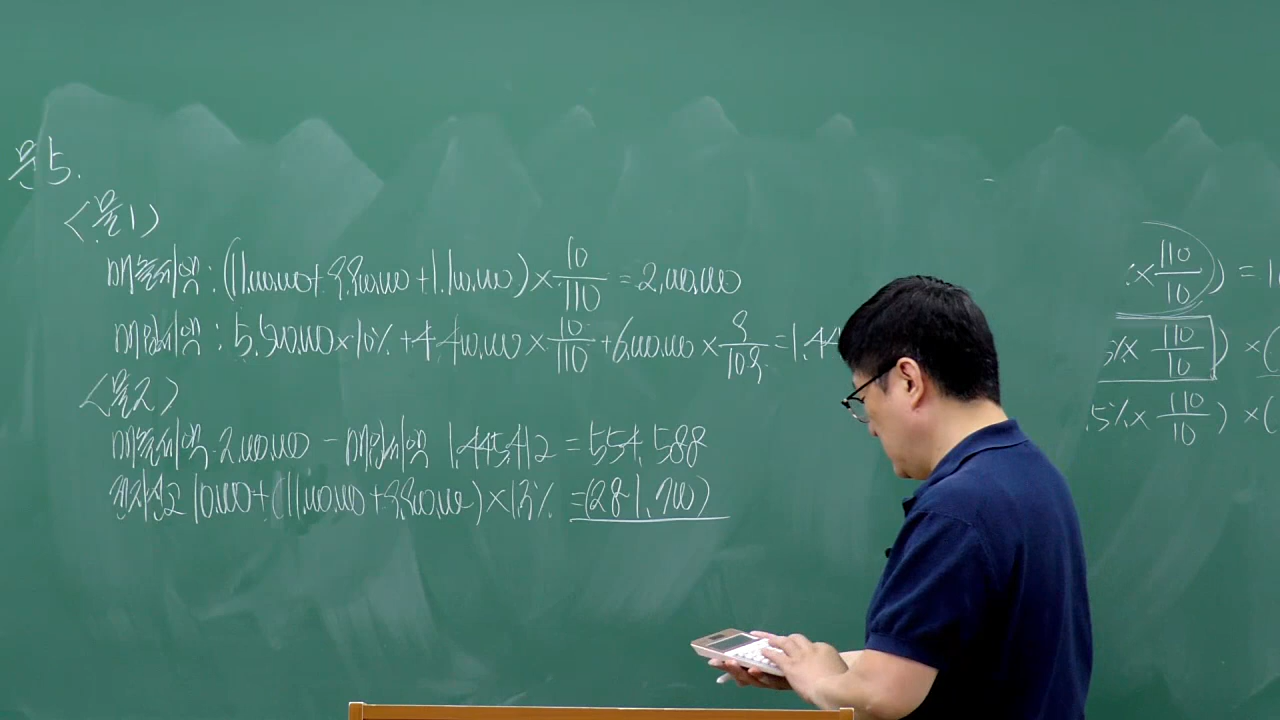 문5.
<물1)
매출세액 : (11,000,000 + 9,900,000 + 1,100,000) × 10/110 = 2,000,000
매입세액 : 5,500,000 × 10% + 4,400,000 × 10/110 + 6,000,000 × 9/109 = 1,44
<물2)
매출세액 2,000,000 - 매입세액 1,445,412 = 554,588
전자신고 10,000 + (11,000,000 + 9,900,000) × 1.3% = (281,700)
× 110/10 ) = 1
% × 110/10 ) × (
.5% × 110/10 ) × (